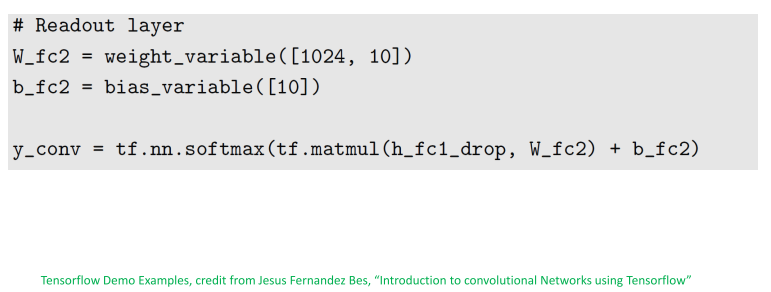 # Readout layer
W_fc2 = weight_variable([1024, 10])
b_fc2 = bias_variable([10])
y_conv = tf.nn.softmax(tf.matmul(h_fc1_drop, W_fc2) + b_fc2)
Tensorflow Demo Examples, credit from Jesus Fernandez Bes, “Introduction to convolutional Networks using Tensorflow”